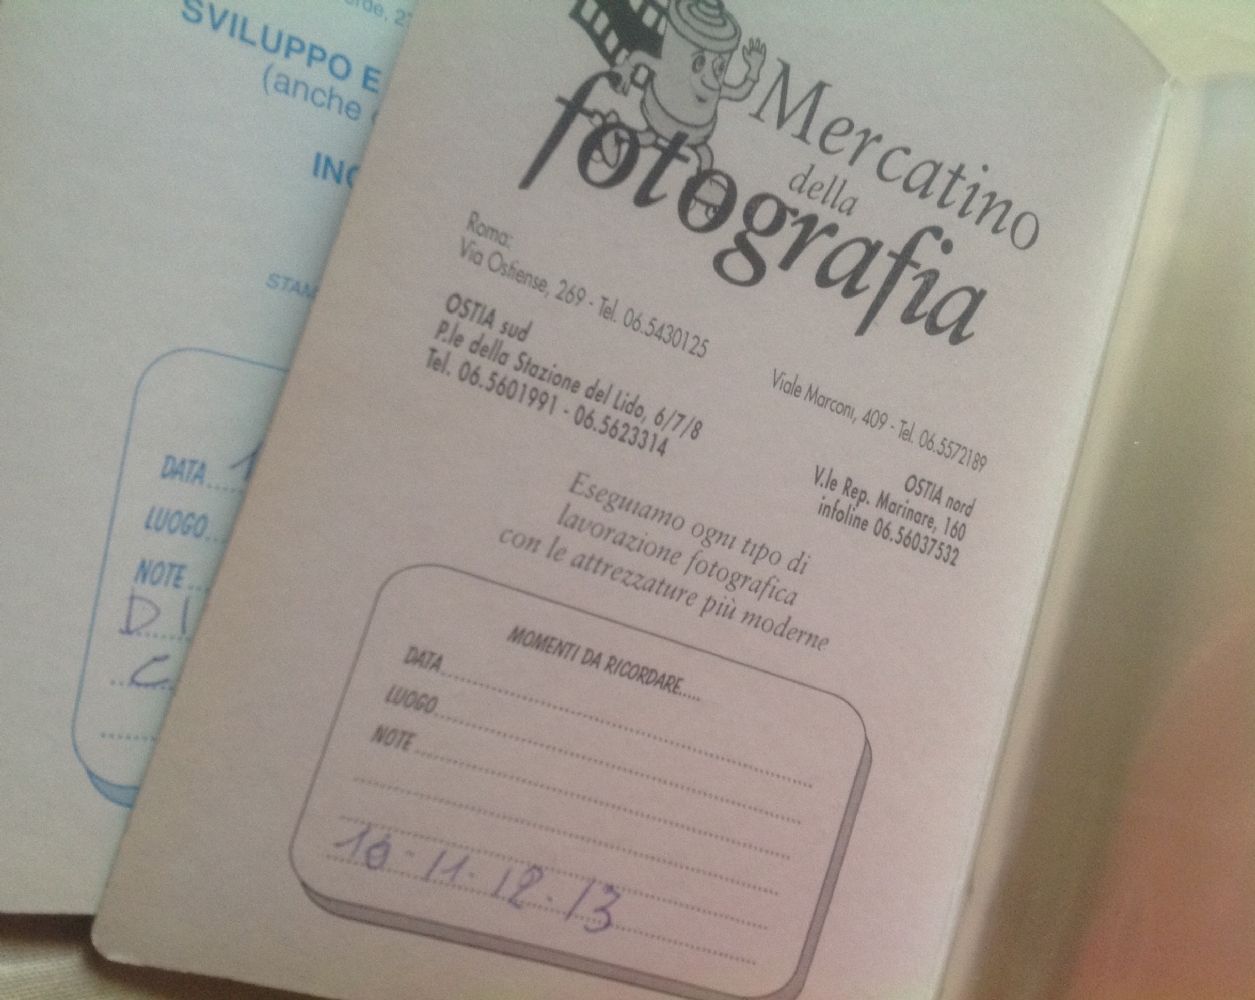 SVILUPPO E
(anche
DATA
LUOGO
NOTE
D I
C
Mercatino
della
fotografia
Roma:
Via Ostiense, 269 - Tel. 06.5430125
Viale Marconi, 409 - Tel. 06.5572189
OSTIA sud
P.le della Stazione del Lido, 6/7/8
Tel. 06.5601991 - 06.5623314
OSTIA nord
V.le Rep. Marinare, 160
infoline 06.56037532
Eseguiamo ogni tipo di
lavorazione fotografica
con le attrezzature più moderne
MOMENTI DA RICORDARE.....
DATA
LUOGO
NOTE
10-11-12-13